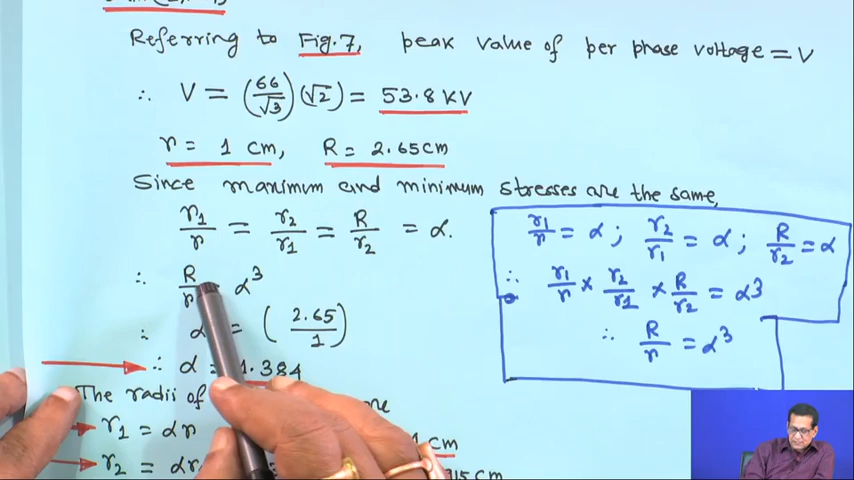 Referring to Fig.7, peak value of per phase voltage = V
∴ V = (66/√3)(√2) = 53.8 KV
r = 1 cm, R = 2.65cm
Since maximum and minimum stresses are the same,
r1/r = r2/r1 = R/r2 = α.
∴ R/r = α³
∴ α = (2.65/1)
∴ α = 1.384
The radii of
r1 = αr cm
r2 = αr cm
r1/r = α; r2/r1 = α; R/r2 = α
∴ r1/r × r2/r1 × R/r2 = α3
∴ R/r = α3